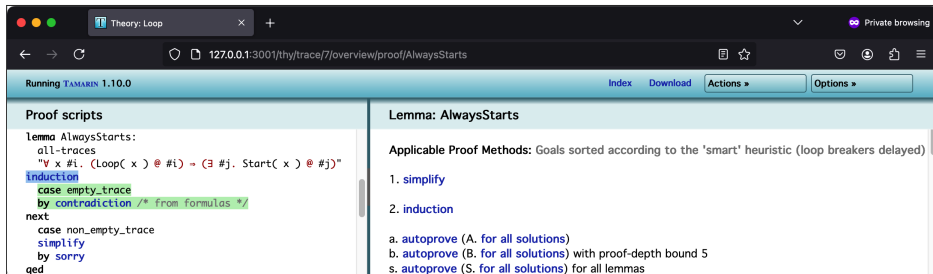 Theory: Loop
Private browsing
127.0.0.1:3001/thy/trace/7/overview/proof/AlwaysStarts
Running TAMARIN 1.10.0
Index
Download
Actions »
Options »
Proof scripts
lemma AlwaysStarts:
all-traces
"∀ x #i. (Loop( x ) @ #i) ⇒ (∃ #j. Start( x ) @ #j)"
induction
case empty_trace
by contradiction /* from formulas */
next
case non_empty_trace
simplify
by sorry
qed
Lemma: AlwaysStarts
Applicable Proof Methods: Goals sorted according to the 'smart' heuristic (loop breakers delayed)
1. simplify
2. induction
a. autoprove (A. for all solutions)
b. autoprove (B. for all solutions) with proof-depth bound 5
s. autoprove (S. for all solutions) for all lemmas